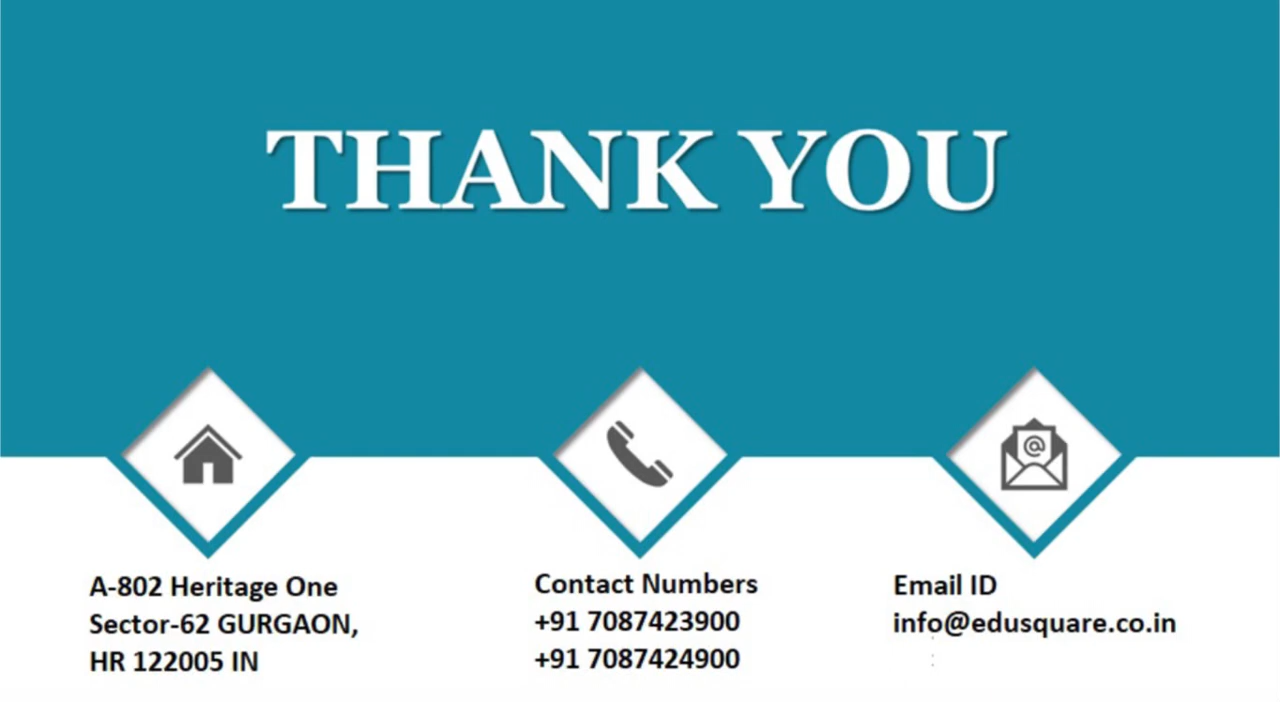 THANK YOU
A-802 Heritage One
Sector-62 GURGAON,
HR 122005 IN
Contact Numbers
+91 7087423900
+91 7087424900
Email ID
info@edusquare.co.in